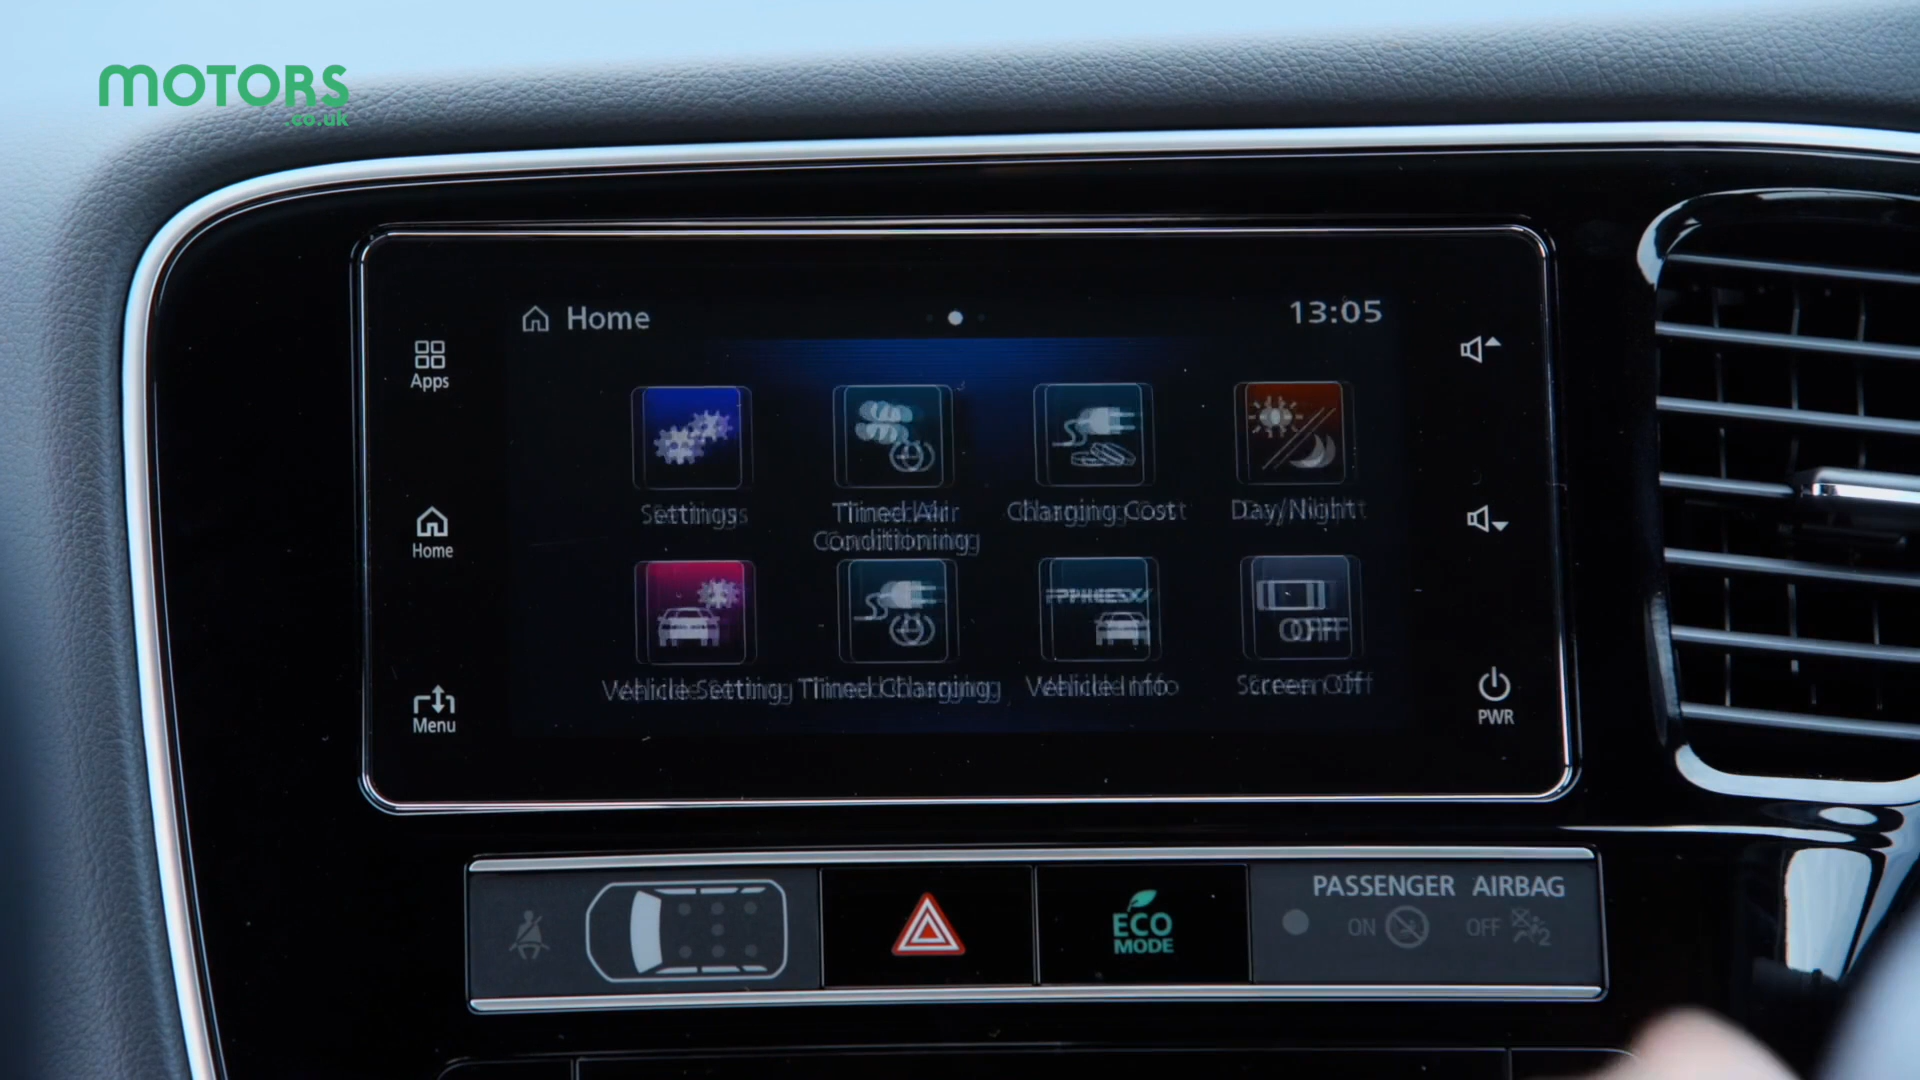 MOTORS
.co.uk
Home
13:05
Apps
Settings
Timed Air
Conditioning
Charging Cost
Day/Night
Home
OFF
Vehicle Setting
Timed Charging
Vehicle Info
Screen Off
Menu
PWR
PASSENGER AIRBAG
ON
OFF
2
ECO
MODE